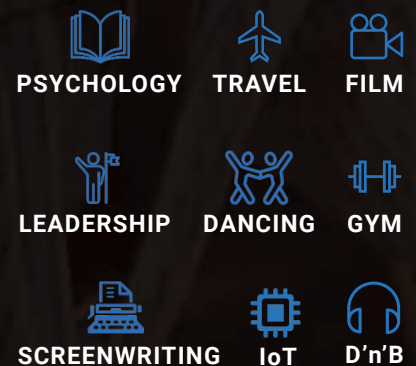 PSYCHOLOGY TRAVEL FILM
LEADERSHIP DANCING GYM
SCREENWRITING IoT D'n'B